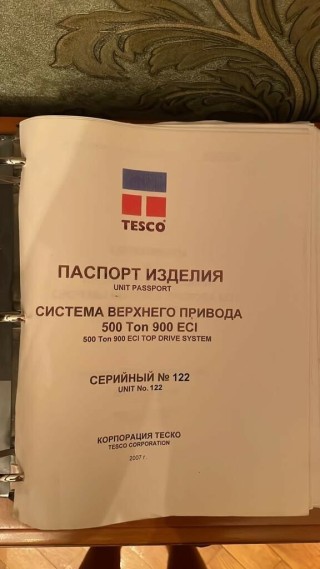 TESCO
ПАСПОРТ ИЗДЕЛИЯ
UNIT PASSPORT
СИСТЕМА ВЕРХНЕГО ПРИВОДА
500 Ton 900 ECI
500 Ton 900 ECI TOP DRIVE SYSTEM
СЕРИЙНЫЙ № 122
UNIT No. 122
КОРПОРАЦИЯ ТЕСКО
TESCO CORPORATION
2007 г.